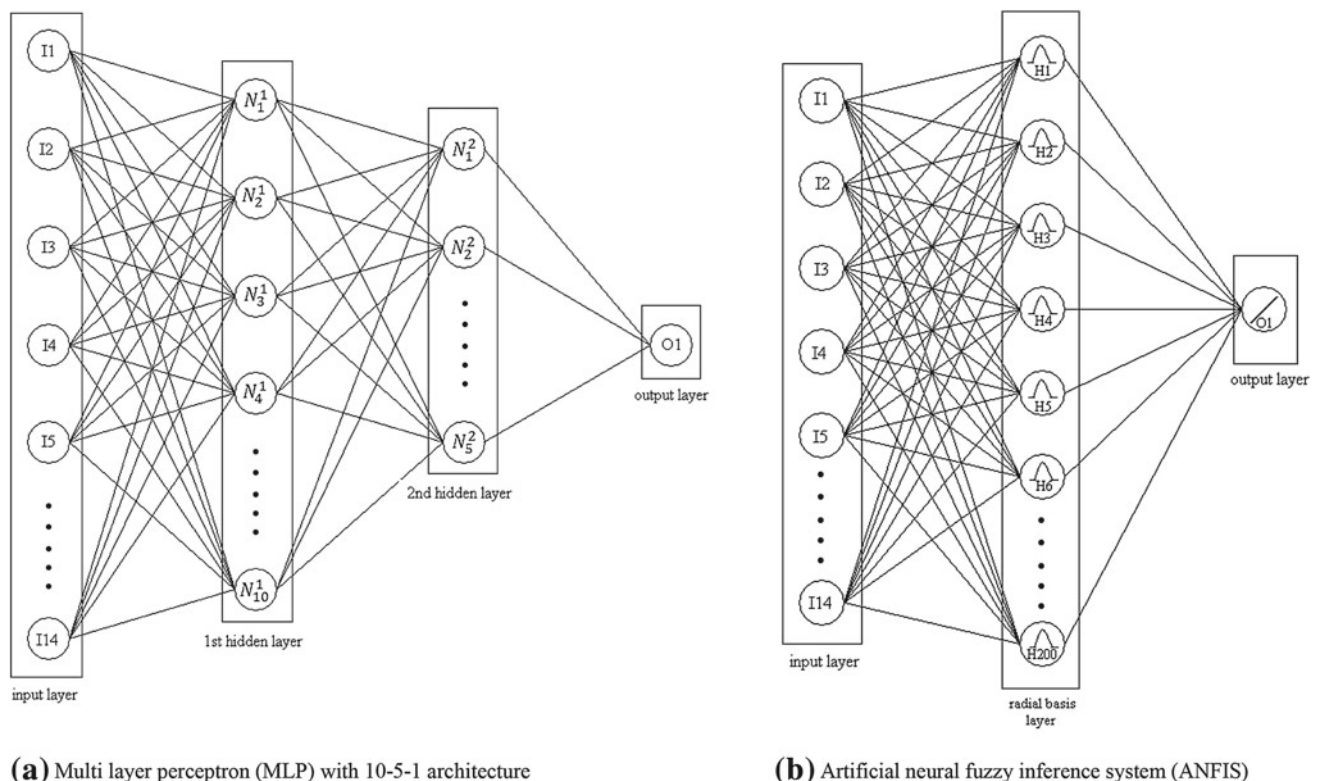 I1
I2
I3
I4
I5
I14
input layer
N₁¹
N₂¹
N₃¹
N₄¹
N₁₀¹
1st hidden layer
N₁²
N₂²
N₅²
2nd hidden layer
O1
output layer
(a) Multi layer perceptron (MLP) with 10-5-1 architecture
I1
I2
I3
I4
I5
I14
input layer
H1
H2
H3
H4
H5
H6
H200
radial basis
layer
O1
output layer
(b) Artificial neural fuzzy inference system (ANFIS)